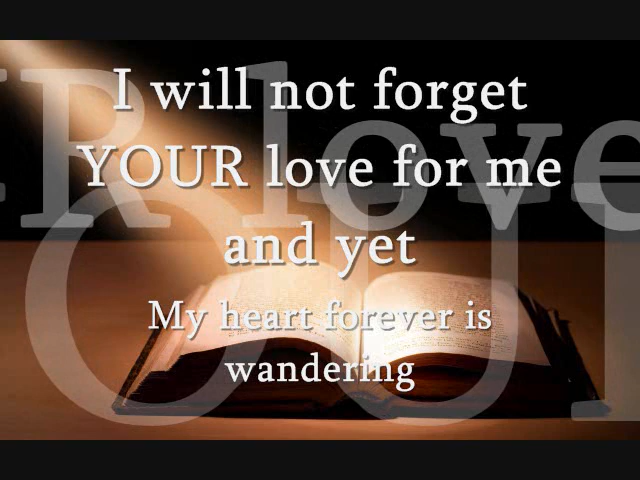 I will not forget
YOUR love for me
and yet
My heart forever is
wandering